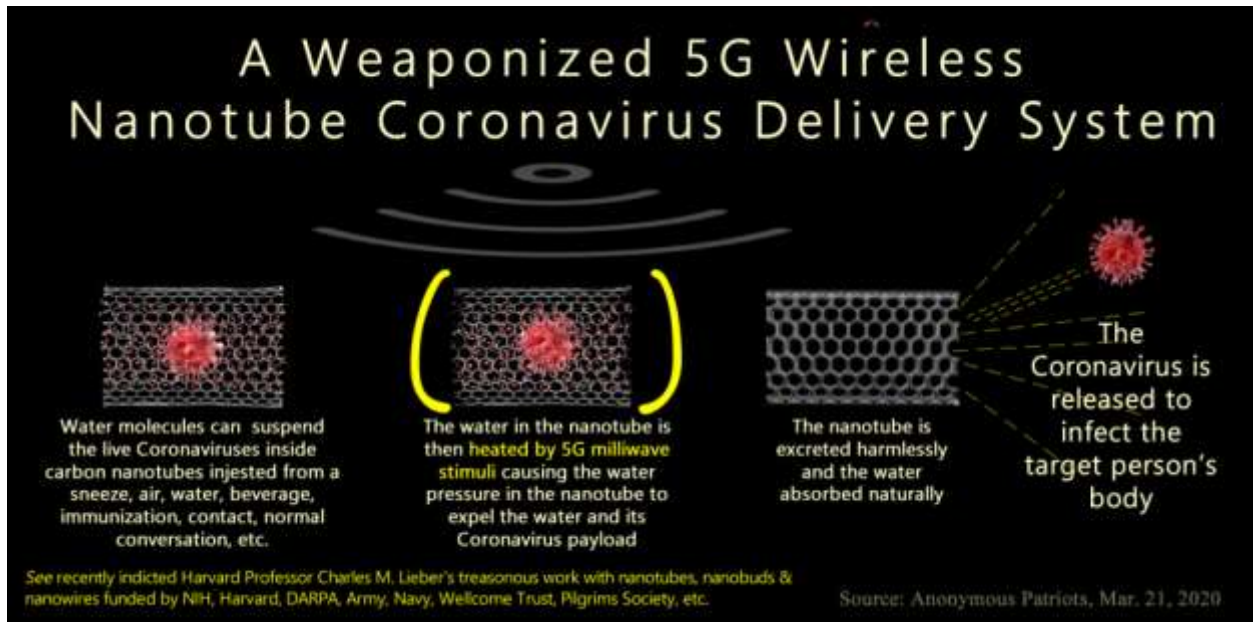 A Weaponized 5G Wireless
Nanotube Coronavirus Delivery System
Water molecules can suspend
the live Coronaviruses inside
carbon nanotubes injected from a
sneeze, air, water, beverage,
immunization, contact, normal
conversation, etc.
The water in the nanotube is
then heated by 5G milliwave
stimuli causing the water
pressure in the nanotube to
expel the water and its
Coronavirus payload
The nanotube is
excreted harmlessly
and the water
absorbed naturally
The
Coronavirus is
released to
infect the
target person's
body
See recently indicted Harvard Professor Charles M. Lieber's treasonous work with nanotubes, nanobuds &
nanowires funded by NIH, Harvard, DARPA, Army, Navy, Wellcome Trust, Pilgrims Society, etc.
Source: Anonymous Patriots, Mar. 21, 2020